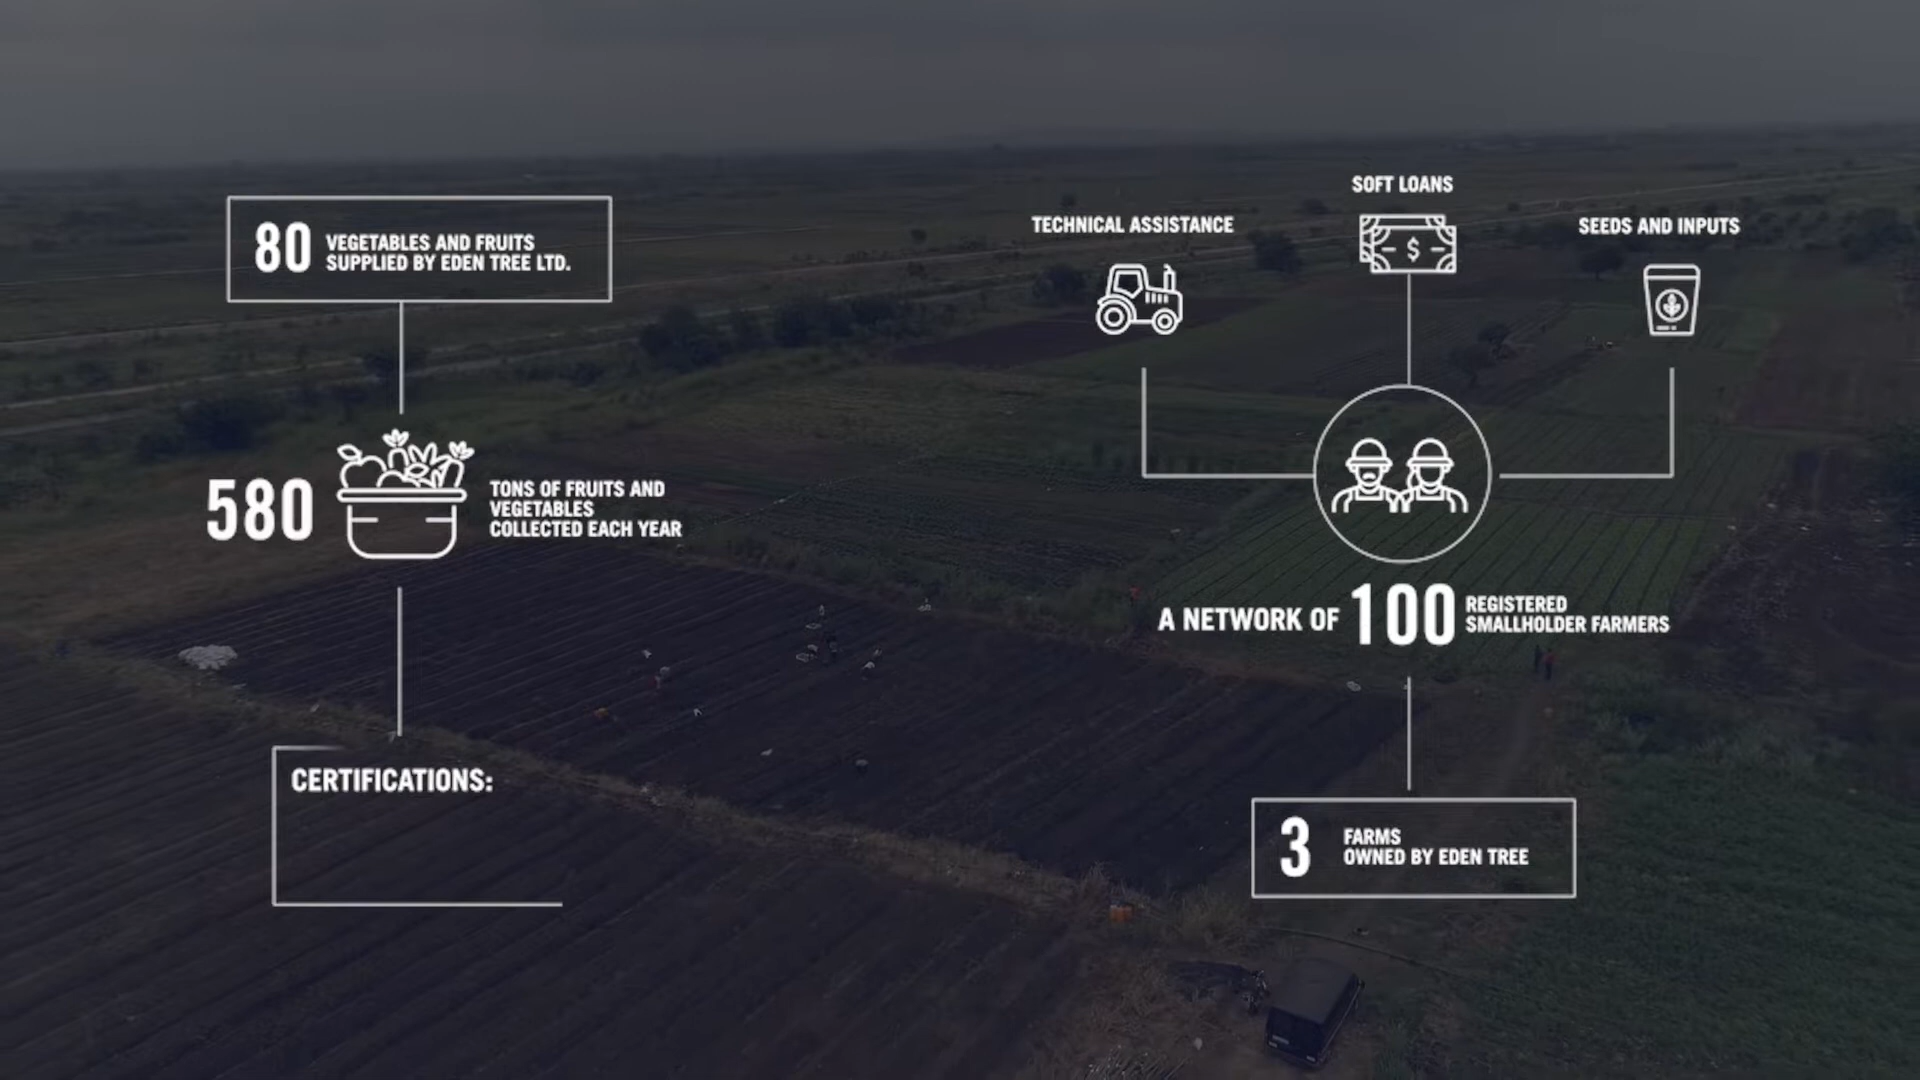 80
VEGETABLES AND FRUITS
SUPPLIED BY EDEN TREE LTD.
580
TONS OF FRUITS AND
VEGETABLES
COLLECTED EACH YEAR
CERTIFICATIONS:
TECHNICAL ASSISTANCE
SOFT LOANS
$
SEEDS AND INPUTS
A NETWORK OF 100
REGISTERED
SMALLHOLDER FARMERS
3
FARMS
OWNED BY EDEN TREE